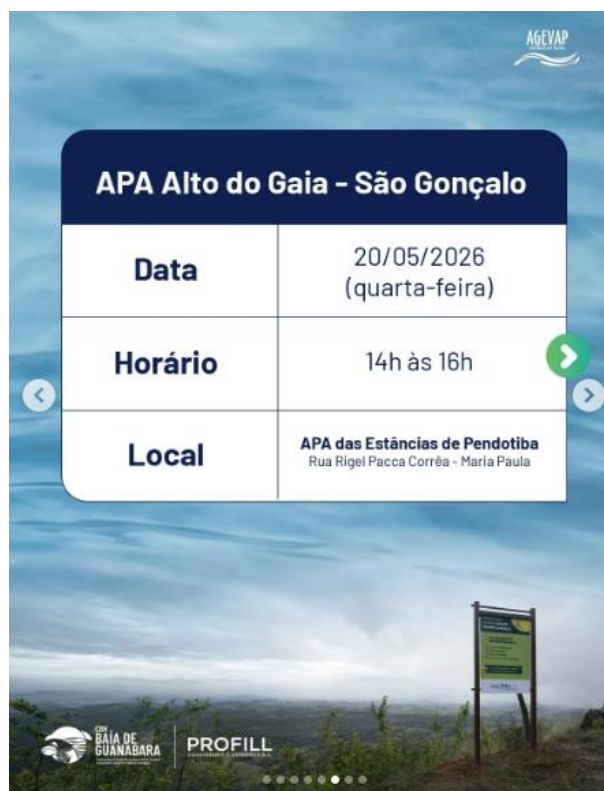 AGEVAP
APA Alto do Gaia - São Gonçalo
Data
20/05/2026
(quarta-feira)
Horário
14h às 16h
Local
APA das Estâncias de Pendotiba
Rua Rigel Pacca Corrêa - Maria Paula
CBH
BAÍA DE
GUANABARA
PROFILL